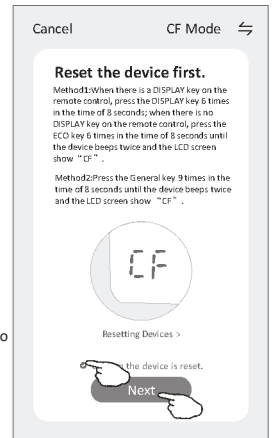 Cancel CF Mode
Reset the device first.
Method1:When there is a DISPLAY key on the
remote control, press the DISPLAY key 6 times
in the time of 8 seconds; when there is no
DISPLAY key on the remote control, press the
ECO key 6 times in the time of 8 seconds until
the device beeps twice and the LCD screen
show “CF”.
Method2:Press the General key 9 times in the
time of 8 seconds until the device beeps twice
and the LCD screen show “CF”.
CF
Resetting Devices >
o
the device is reset.
Next